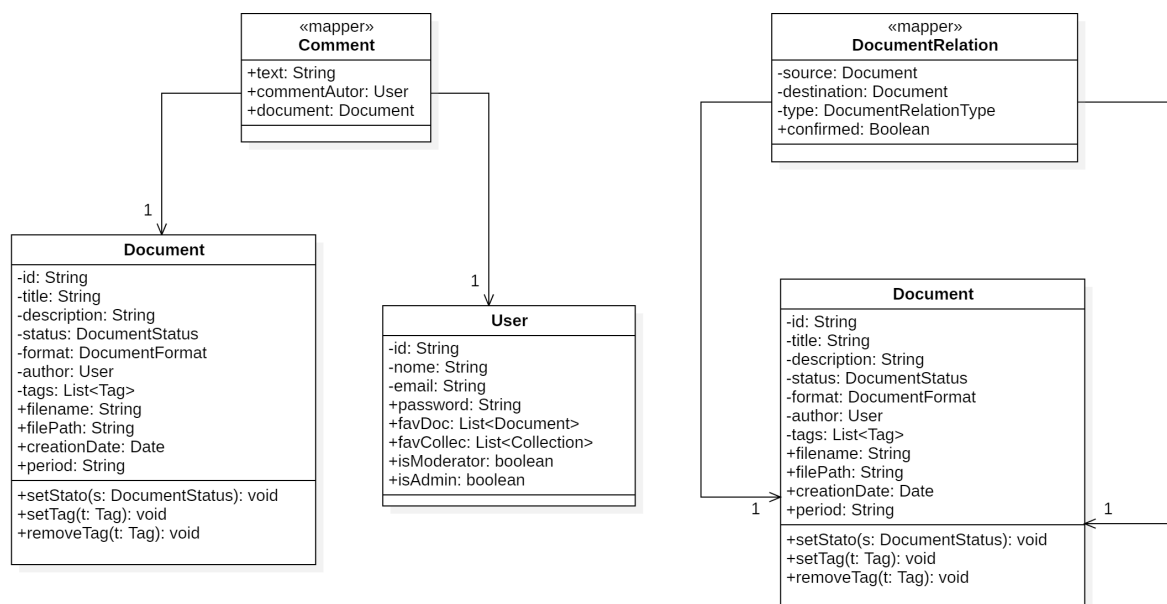 «mapper»
Comment
+text: String
+commentAutor: User
+document: Document
1
1
Document
-id: String
-title: String
-description: String
-status: DocumentStatus
-format: DocumentFormat
-author: User
-tags: List<Tag>
+filename: String
+filePath: String
+creationDate: Date
+period: String
+setStato(s: DocumentStatus): void
+setTag(t: Tag): void
+removeTag(t: Tag): void
User
-id: String
-nome: String
-email: String
+password: String
+favDoc: List<Document>
+favCollec: List<Collection>
+isModerator: boolean
+isAdmin: boolean
«mapper»
DocumentRelation
-source: Document
-destination: Document
-type: DocumentRelationType
+confirmed: Boolean
1
1
Document
-id: String
-title: String
-description: String
-status: DocumentStatus
-format: DocumentFormat
-author: User
-tags: List<Tag>
+filename: String
+filePath: String
+creationDate: Date
+period: String
+setStato(s: DocumentStatus): void
+setTag(t: Tag): void
+removeTag(t: Tag): void